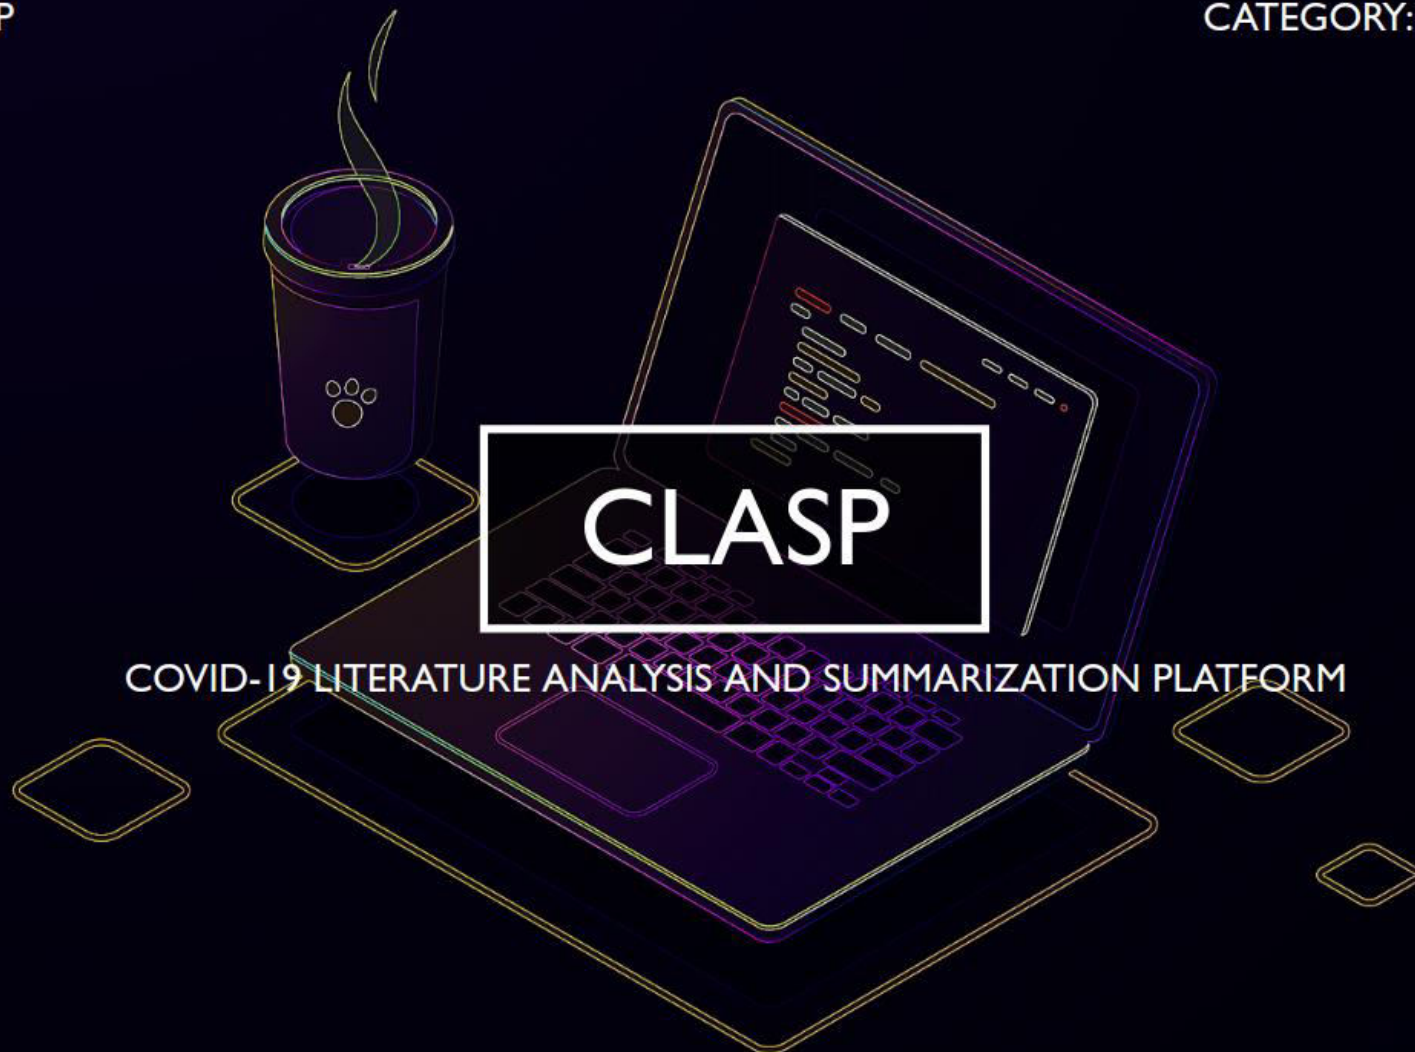 P
CATEGORY:
CLASP
COVID-19 LITERATURE ANALYSIS AND SUMMARIZATION PLATFORM